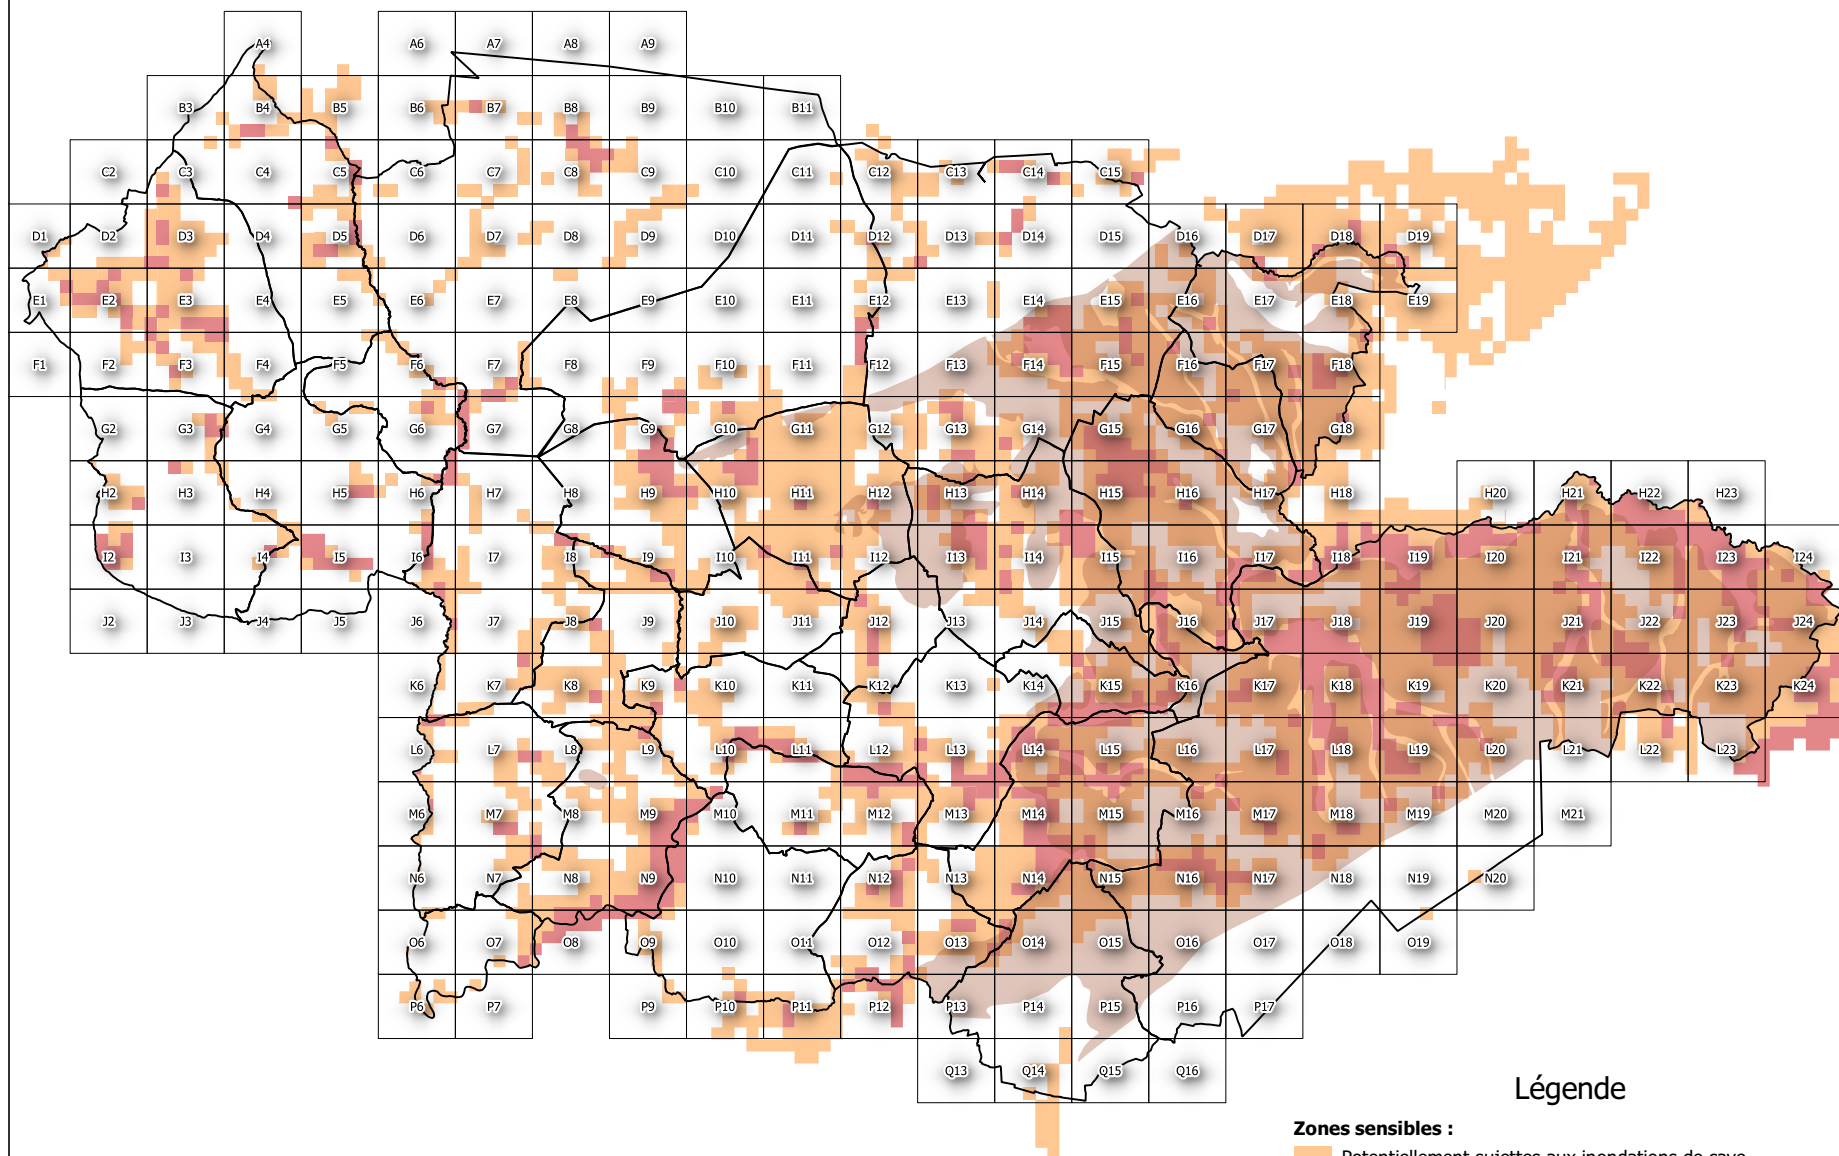 A4 A6 A7 A8 A9
B3 B4 B5 B6 B7 B8 B9 B10 B11
C2 C3 C4 C5 C6 C7 C8 C9 C10 C11 C12 C13 C14 C15
D1 D2 D3 D4 D5 D6 D7 D8 D9 D10 D11 D12 D13 D14 D15 D16 D17 D18 D19
E1 E2 E3 E4 E5 E6 E7 E8 E9 E10 E11 E12 E13 E14 E15 E16 E17 E18 E19
F1 F2 F3 F4 F5 F6 F7 F8 F9 F10 F11 F12 F13 F14 F15 F16 F17 F18
G2 G3 G4 G5 G6 G7 G8 G9 G10 G11 G12 G13 G14 G15 G16 G17 G18
H2 H3 H4 H5 H6 H7 H8 H9 H10 H11 H12 H13 H14 H15 H16 H17 H18 H20 H21 H22 H23
I2 I3 I4 I5 I6 I7 I8 I9 I10 I11 I12 I13 I14 I15 I16 I17 I18 I19 I20 I21 I22 I23 I24
J2 J3 J4 J5 J6 J7 J8 J9 J10 J11 J12 J13 J14 J15 J16 J17 J18 J19 J20 J21 J22 J23 J24
K6 K7 K8 K9 K10 K11 K12 K13 K14 K15 K16 K17 K18 K19 K20 K21 K22 K23 K24
L6 L7 L8 L9 L10 L11 L12 L13 L14 L15 L16 L17 L18 L19 L20 L21 L22 L23
M6 M7 M8 M9 M10 M11 M12 M13 M14 M15 M16 M17 M18 M19 M20 M21
N6 N7 N8 N9 N10 N11 N12 N13 N14 N15 N16 N17 N18 N19 N20
O6 O7 O8 O9 O10 O11 O12 O13 O14 O15 O16 O17 O18 O19
P6 P7 P9 P10 P11 P12 P13 P14 P15 P16 P17
Q13 Q14 Q15 Q16
Légende
Zones sensibles :
Potentiellement sujettes aux inondations de cave